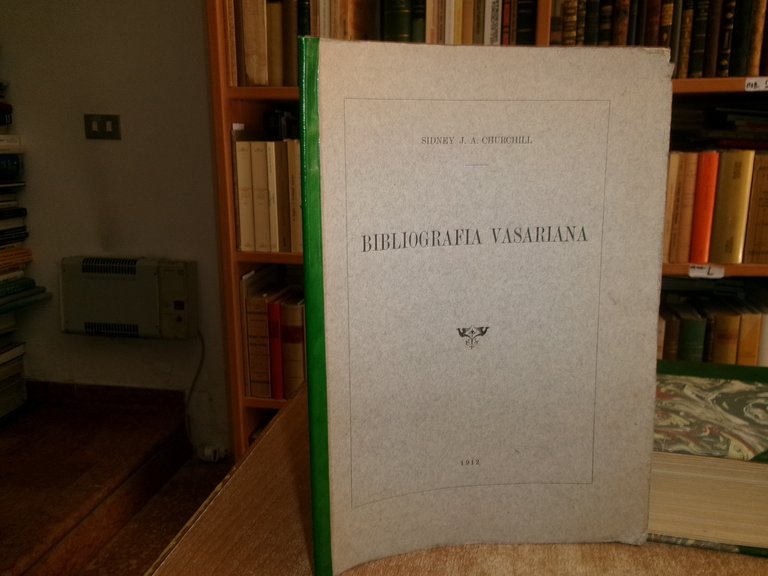 SIDNEY J. A. CHURCHILL
BIBLIOGRAFIA VASARIANA
1912